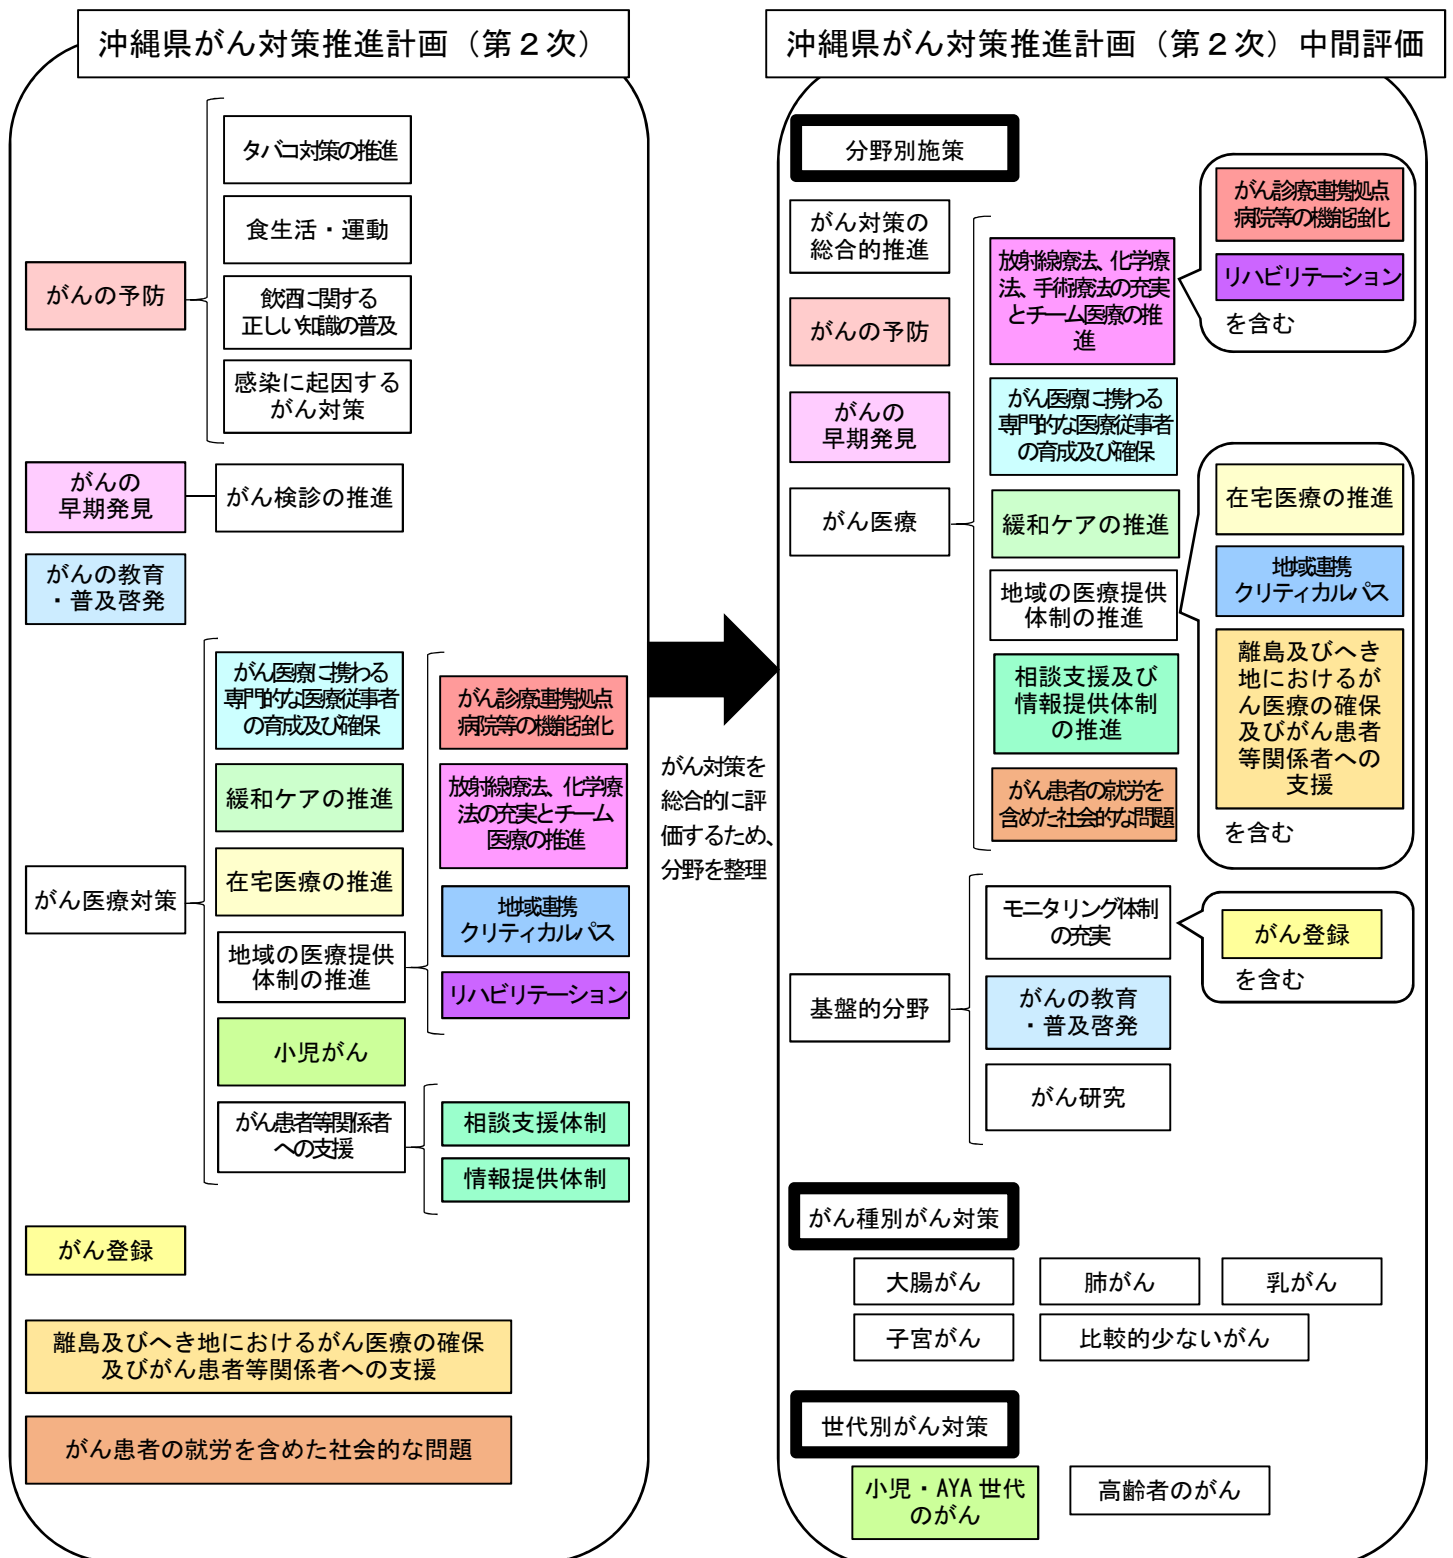 沖縄県がん対策推進計画（第２次）
タバコ対策の推進
食生活・運動
がんの予防
飲酒に関する
正しい知識の普及
感染に起因する
がん対策
がんの
早期発見
がん検診の推進
がんの教育
・普及啓発
がん医療に携わる
専門的な医療従事者
の育成及び確保
がん診療連携拠点
病院等の機能強化
緩和ケアの推進
放射線療法、化学療
法の充実とチーム
医療の推進
在宅医療の推進
がん医療対策
地域連携
クリティカルパス
地域の医療提供
体制の推進
リハビリテーション
小児がん
がん患者等関係者
への支援
相談支援体制
情報提供体制
がん登録
離島及びへき地におけるがん医療の確保
及びがん患者等関係者への支援
がん患者の就労を含めた社会的な問題
がん対策を
総合的に評
価するため、
分野を整理
沖縄県がん対策推進計画（第２次）中間評価
分野別施策
がん対策の
総合的推進
がんの予防
がんの
早期発見
がん医療
放射線療法、化学療
法、手術療法の充実
とチーム医療の推
進
がん診療連携拠点
病院等の機能強化
リハビリテーション
を含む
がん医療に携わる
専門的な医療従事者
の育成及び確保
緩和ケアの推進
地域の医療提供
体制の推進
在宅医療の推進
地域連携
クリティカルパス
離島及びへき
地におけるが
ん医療の確保
及びがん患者
等関係者への
支援
を含む
相談支援及び
情報提供体制
の推進
がん患者の就労を
含めた社会的な問題
基盤的分野
モニタリング体制
の充実
がん登録
を含む
がんの教育
・普及啓発
がん研究
がん種別がん対策
大腸がん
肺がん
乳がん
子宮がん
比較的少ないがん
世代別がん対策
小児・AYA 世代
のがん
高齢者のがん